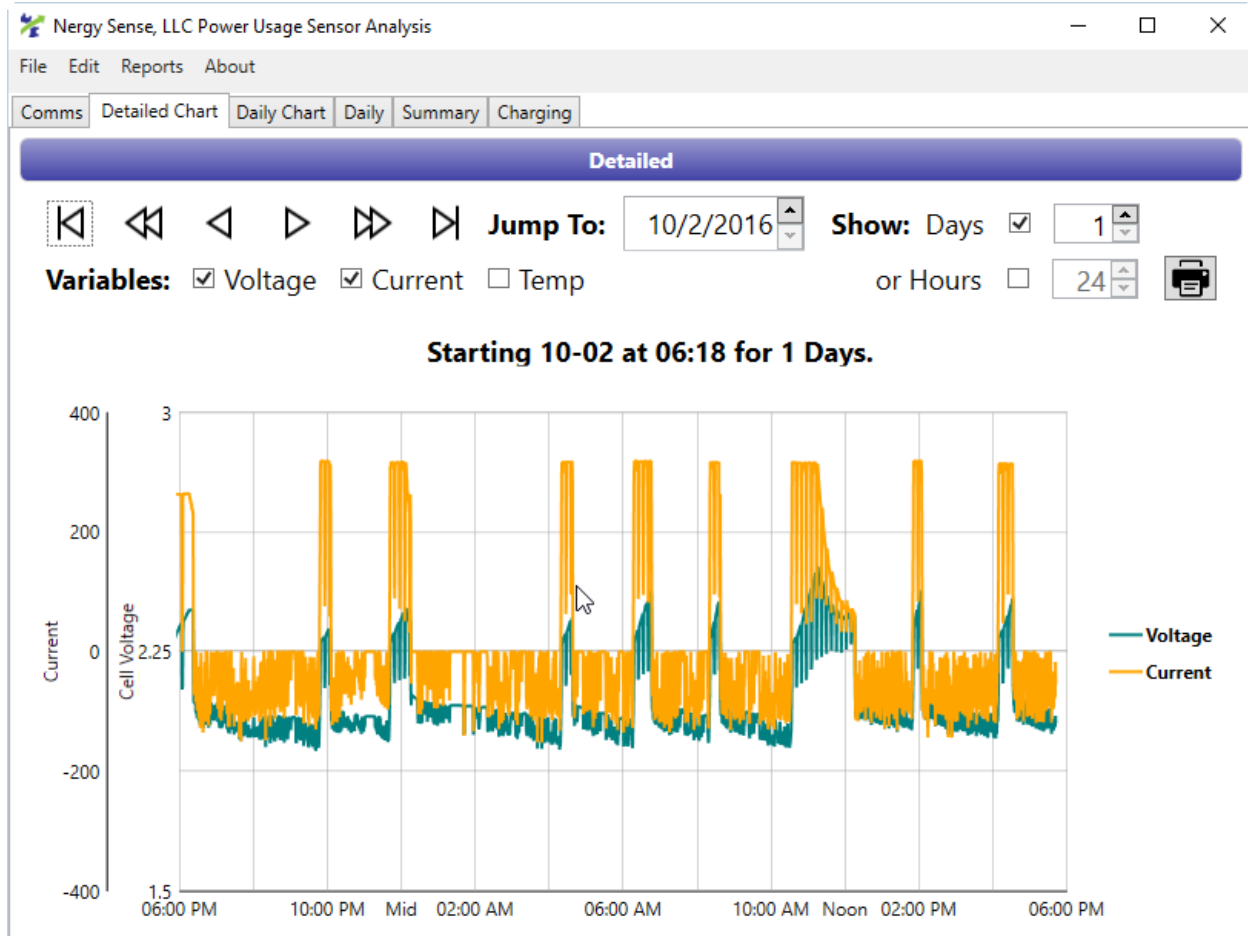 Nergy Sense, LLC Power Usage Sensor Analysis
File Edit Reports About
Comms Detailed Chart Daily Chart Daily Summary Charging
Detailed
Jump To: 10/2/2016 Show: Days 1
Variables: Voltage Current Temp or Hours 24
Starting 10-02 at 06:18 for 1 Days.
400 3
200
Current
0
Cell Voltage
2.25
-200
-400 1.5
06:00 PM 10:00 PM Mid 02:00 AM 06:00 AM 10:00 AM Noon 02:00 PM 06:00 PM
Voltage
Current